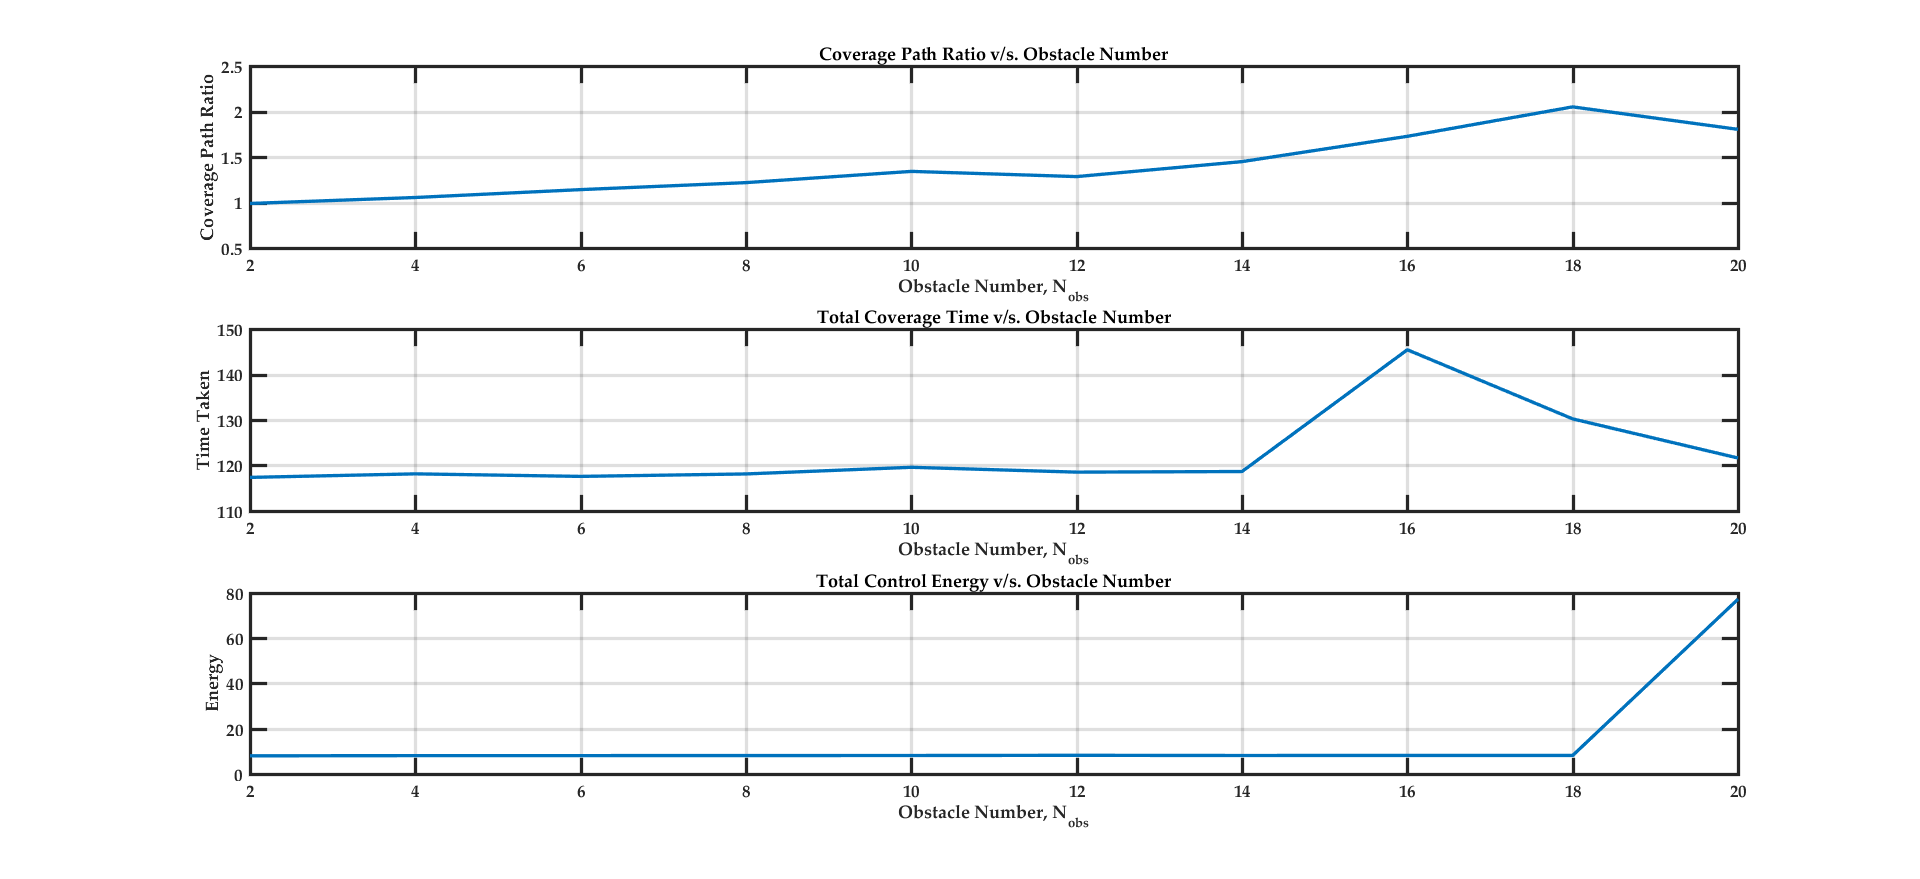 Coverage Path Ratio v/s. Obstacle Number
Coverage Path Ratio
2.5
2
1.5
1
0.5
2 4 6 8 10 12 14 16 18 20
Obstacle Number, N_obs
Total Coverage Time v/s. Obstacle Number
Time Taken
150
140
130
120
110
2 4 6 8 10 12 14 16 18 20
Obstacle Number, N_obs
Total Control Energy v/s. Obstacle Number
Energy
80
60
40
20
0
2 4 6 8 10 12 14 16 18 20
Obstacle Number, N_obs